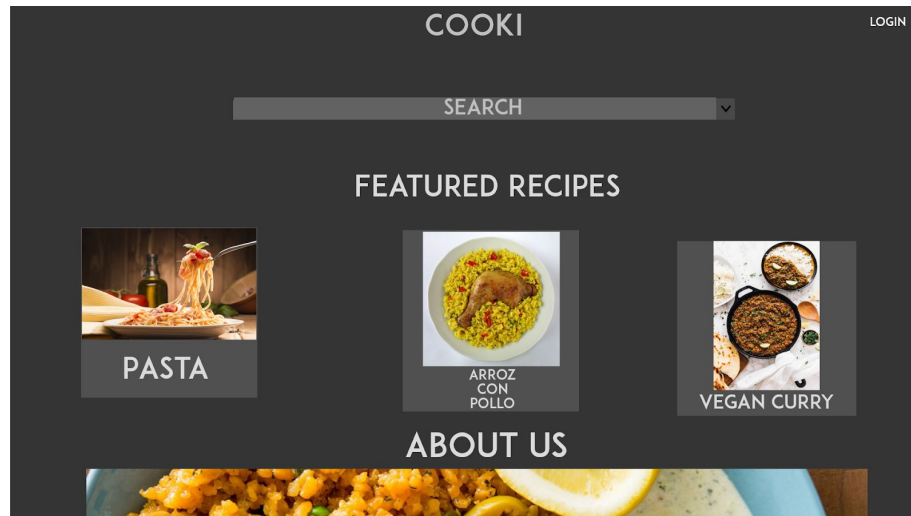 COOKI
LOGIN
SEARCH
FEATURED RECIPES
PASTA
ARROZ
CON
POLLO
VEGAN CURRY
ABOUT US